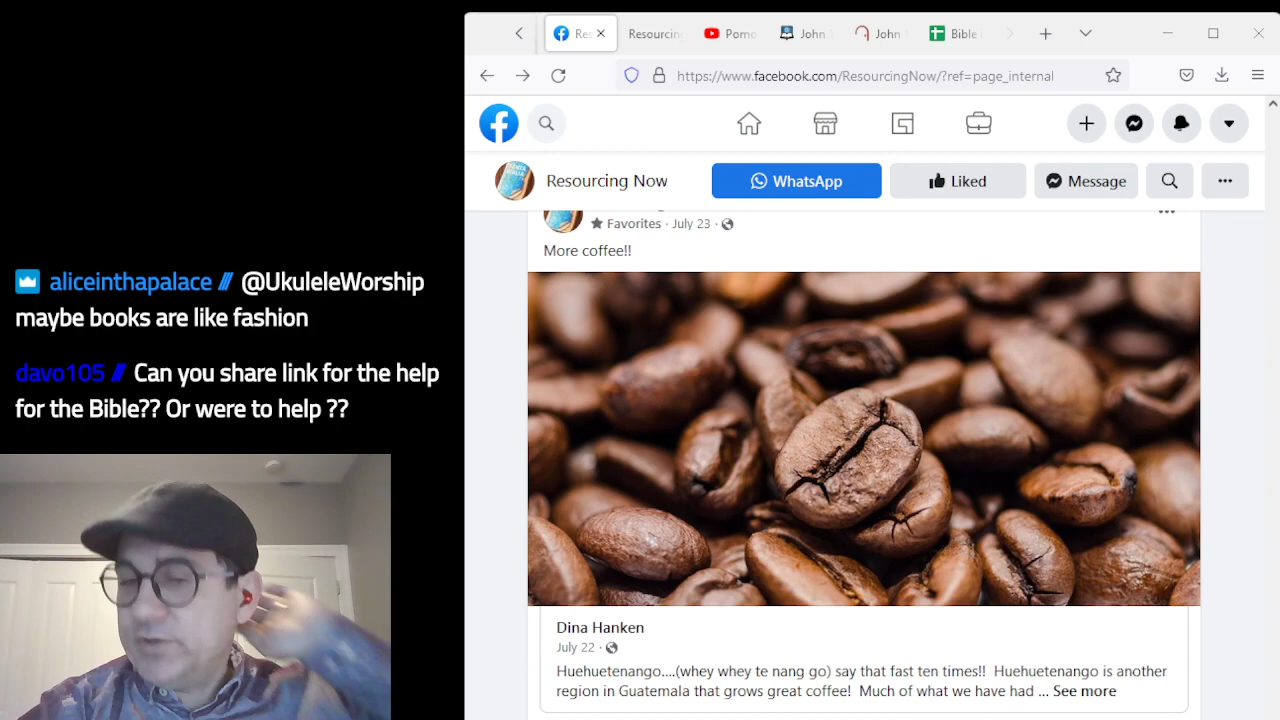 aliceinthapalace /// @UkuleleWorship
maybe books are like fashion
davo105 // Can you share link for the help
for the Bible?? Or were to help ??
Res
Resourcin
Pomo
John
John
Bible
https://www.facebook.com/ResourcingNow/?ref=page_internal
Resourcing Now
WhatsApp
Liked
Message
Favorites · July 23 ·
More coffee!!
Dina Hanken
July 22 ·
Huehuetenango....(whey whey te nang go) say that fast ten times!! Huehuetenango is another
region in Guatemala that grows great coffee! Much of what we have had ... See more